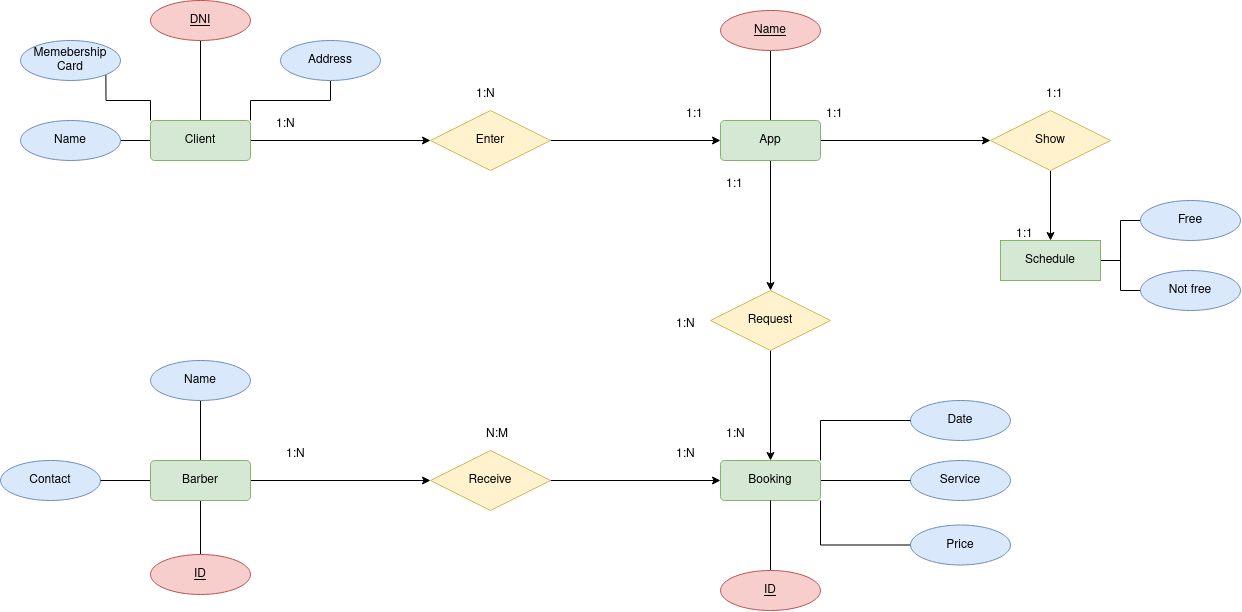 DNI
Name
Memebership
Card
Address
1:N
1:1
1:1
1:1
1:N
Name
Client
Enter
App
Show
1:1
Free
1:1
Schedule
Not free
1:N
Request
Name
Date
1:N
N:M
1:N
1:N
Contact
Barber
Receive
Booking
Service
Price
ID
ID